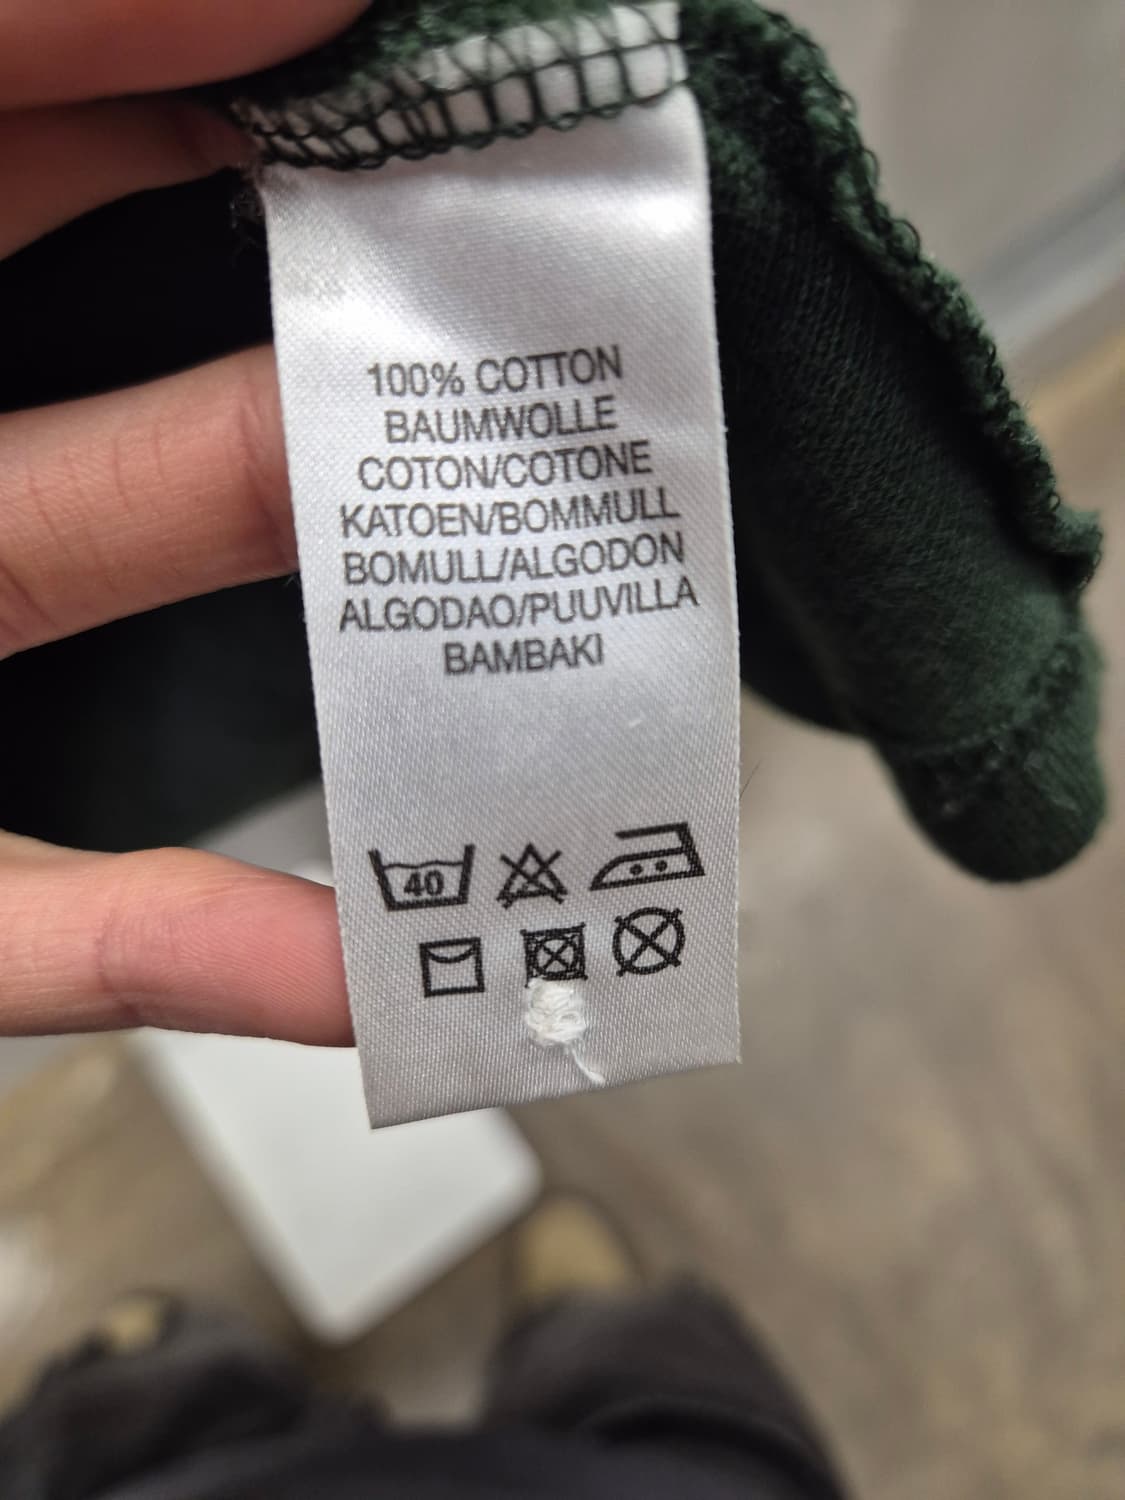 100% COTTON
BAUMWOLLE
COTON/COTONE
KATOEN/BOMMULL
BOMULL/ALGODON
ALGODAO/PUUVILLA
BAMBAKI
40